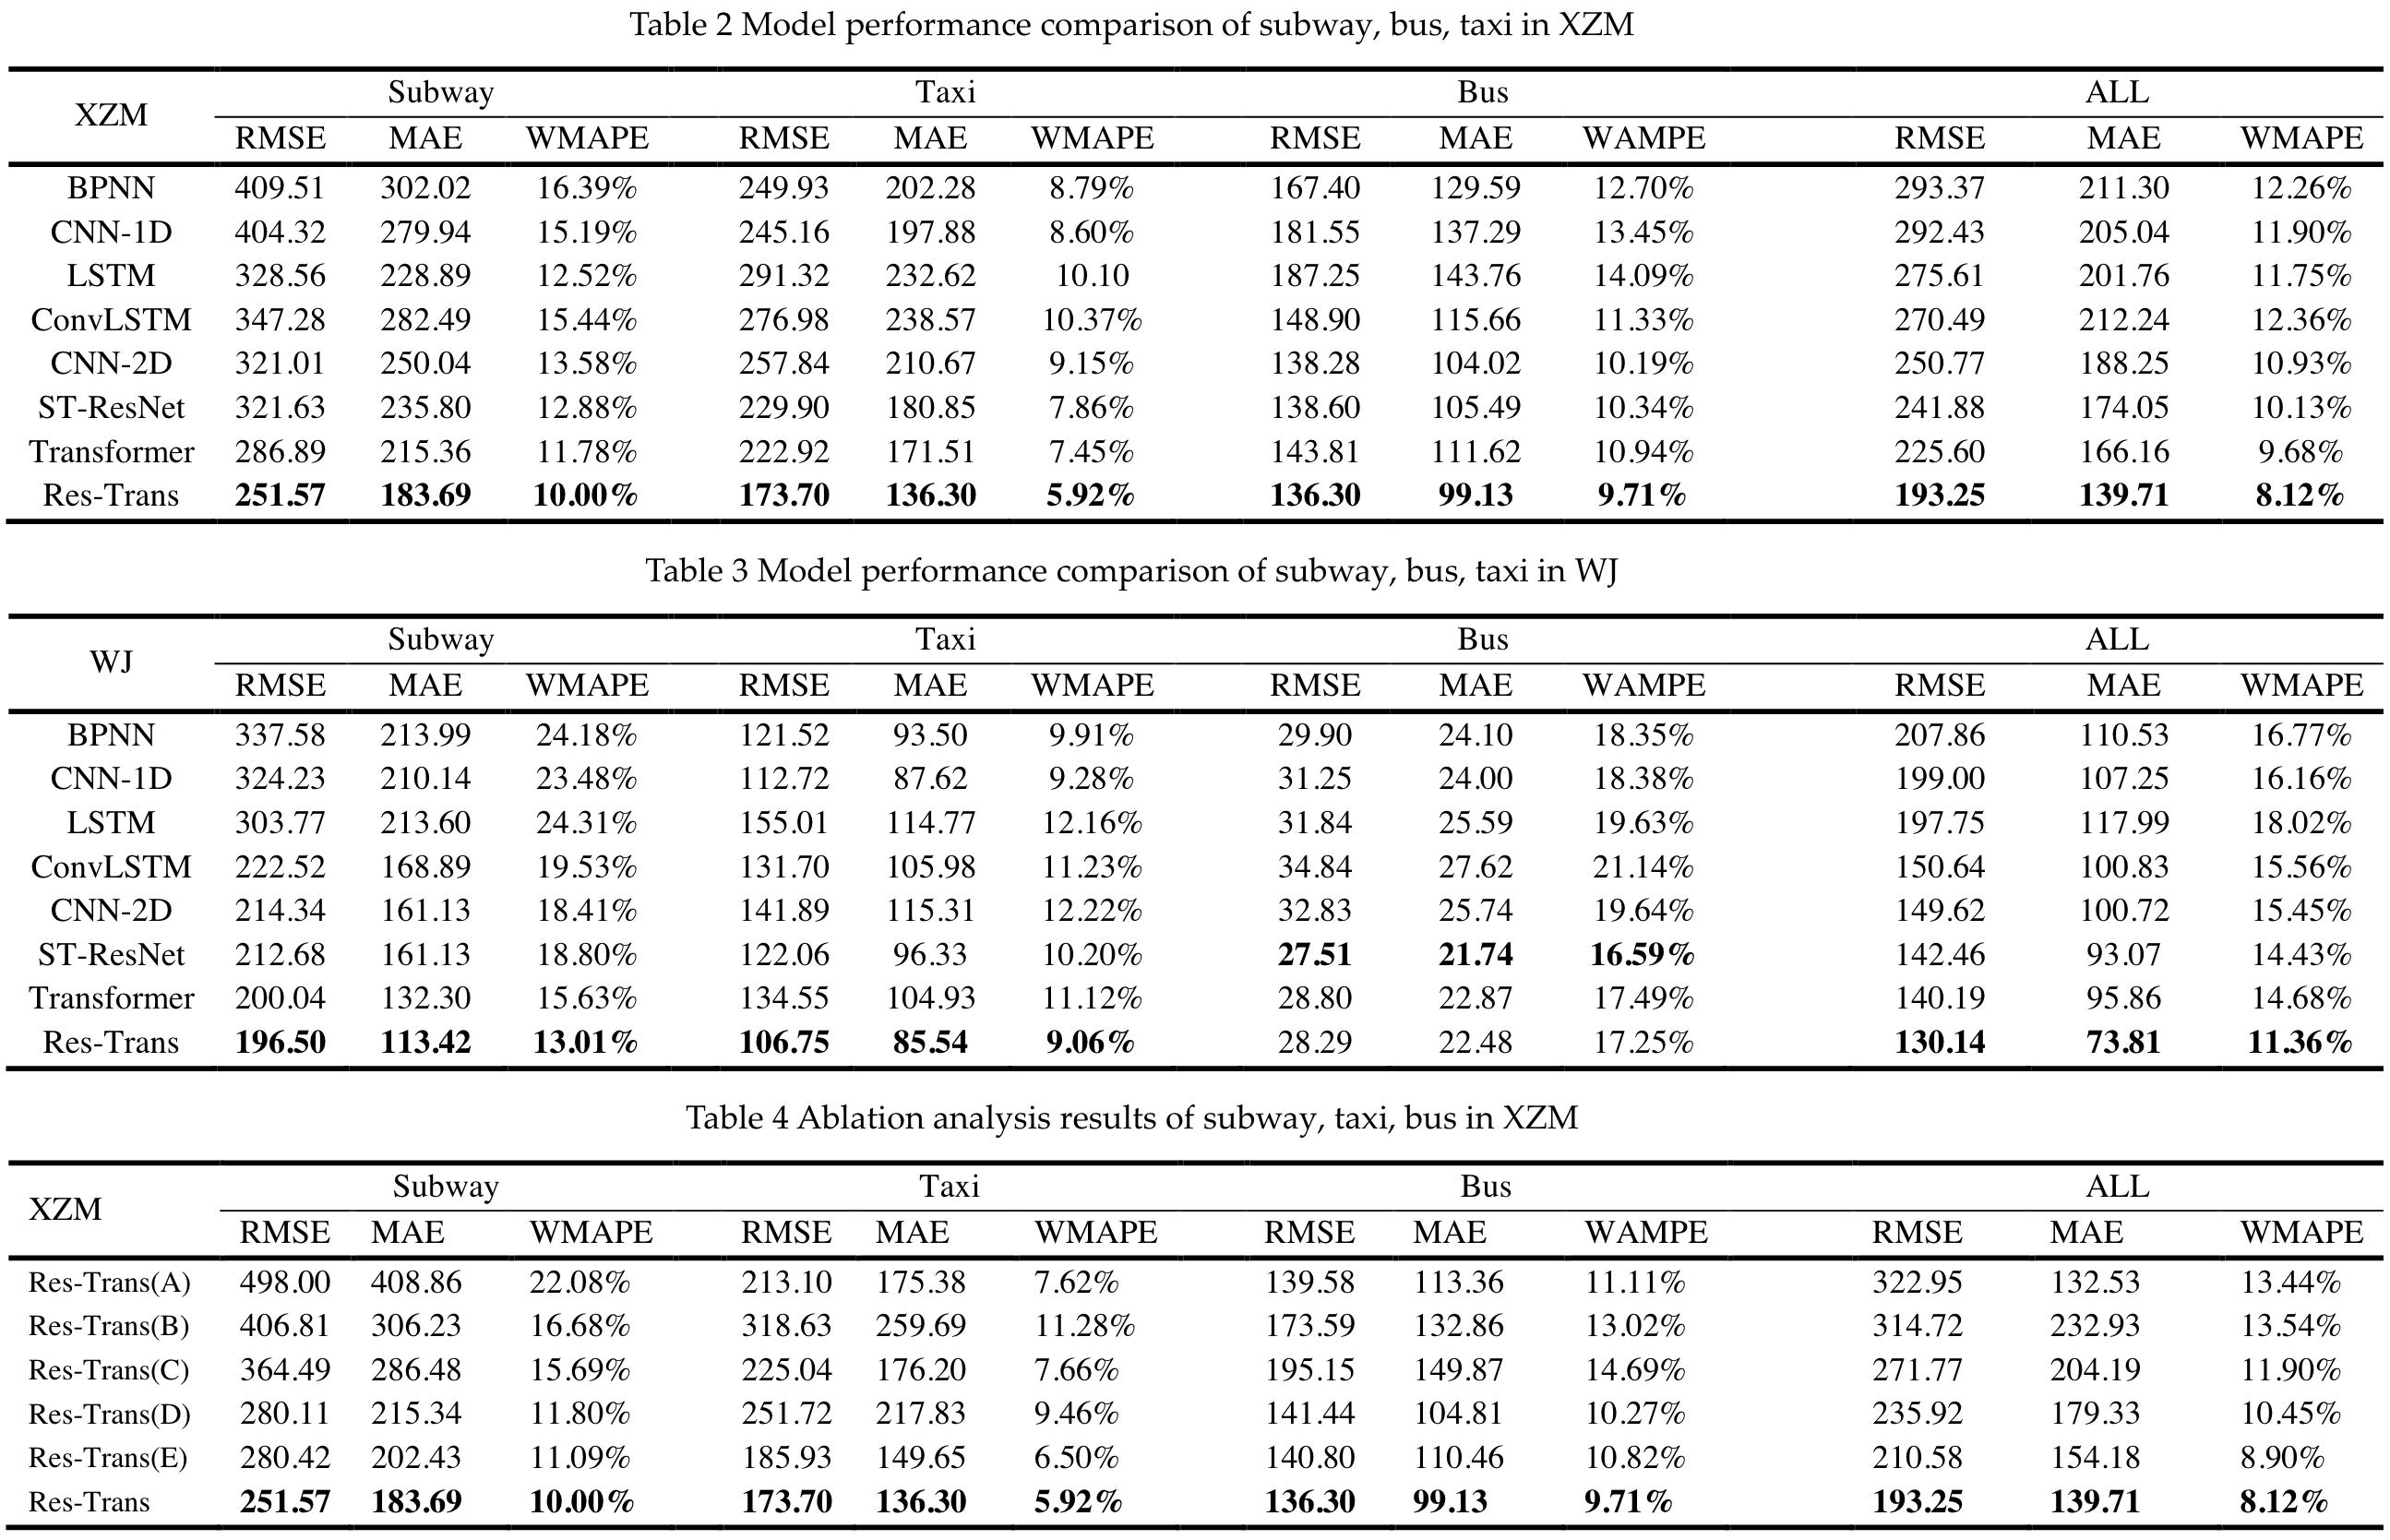 Table 2 Model performance comparison of subway, bus, taxi in XZM
XZM Subway Taxi Bus ALL
RMSE MAE WMAPE RMSE MAE WMAPE RMSE MAE WAMPE RMSE MAE WMAPE
BPNN 409.51 302.02 16.39% 249.93 202.28 8.79% 167.40 129.59 12.70% 293.37 211.30 12.26%
CNN-1D 404.32 279.94 15.19% 245.16 197.88 8.60% 181.55 137.29 13.45% 292.43 205.04 11.90%
LSTM 328.56 228.89 12.52% 291.32 232.62 10.10 187.25 143.76 14.09% 275.61 201.76 11.75%
ConvLSTM 347.28 282.49 15.44% 276.98 238.57 10.37% 148.90 115.66 11.33% 270.49 212.24 12.36%
CNN-2D 321.01 250.04 13.58% 257.84 210.67 9.15% 138.28 104.02 10.19% 250.77 188.25 10.93%
ST-ResNet 321.63 235.80 12.88% 229.90 180.85 7.86% 138.60 105.49 10.34% 241.88 174.05 10.13%
Transformer 286.89 215.36 11.78% 222.92 171.51 7.45% 143.81 111.62 10.94% 225.60 166.16 9.68%
Res-Trans 251.57 183.69 10.00% 173.70 136.30 5.92% 136.30 99.13 9.71% 193.25 139.71 8.12%
Table 3 Model performance comparison of subway, bus, taxi in WJ
WJ Subway Taxi Bus ALL
RMSE MAE WMAPE RMSE MAE WMAPE RMSE MAE WAMPE RMSE MAE WMAPE
BPNN 337.58 213.99 24.18% 121.52 93.50 9.91% 29.90 24.10 18.35% 207.86 110.53 16.77%
CNN-1D 324.23 210.14 23.48% 112.72 87.62 9.28% 31.25 24.00 18.38% 199.00 107.25 16.16%
LSTM 303.77 213.60 24.31% 155.01 114.77 12.16% 31.84 25.59 19.63% 197.75 117.99 18.02%
ConvLSTM 222.52 168.89 19.53% 131.70 105.98 11.23% 34.84 27.62 21.14% 150.64 100.83 15.56%
CNN-2D 214.34 161.13 18.41% 141.89 115.31 12.22% 32.83 25.74 19.64% 149.62 100.72 15.45%
ST-ResNet 212.68 161.13 18.80% 122.06 96.33 10.20% 27.51 21.74 16.59% 142.46 93.07 14.43%
Transformer 200.04 132.30 15.63% 134.55 104.93 11.12% 28.80 22.87 17.49% 140.19 95.86 14.68%
Res-Trans 196.50 113.42 13.01% 106.75 85.54 9.06% 28.29 22.48 17.25% 130.14 73.81 11.36%
Table 4 Ablation analysis results of subway, taxi, bus in XZM
XZM Subway Taxi Bus ALL
RMSE MAE WMAPE RMSE MAE WMAPE RMSE MAE WAMPE RMSE MAE WMAPE
Res-Trans(A) 498.00 408.86 22.08% 213.10 175.38 7.62% 139.58 113.36 11.11% 322.95 132.53 13.44%
Res-Trans(B) 406.81 306.23 16.68% 318.63 259.69 11.28% 173.59 132.86 13.02% 314.72 232.93 13.54%
Res-Trans(C) 364.49 286.48 15.69% 225.04 176.20 7.66% 195.15 149.87 14.69% 271.77 204.19 11.90%
Res-Trans(D) 280.11 215.34 11.80% 251.72 217.83 9.46% 141.44 104.81 10.27% 235.92 179.33 10.45%
Res-Trans(E) 280.42 202.43 11.09% 185.93 149.65 6.50% 140.80 110.46 10.82% 210.58 154.18 8.90%
Res-Trans 251.57 183.69 10.00% 173.70 136.30 5.92% 136.30 99.13 9.71% 193.25 139.71 8.12%